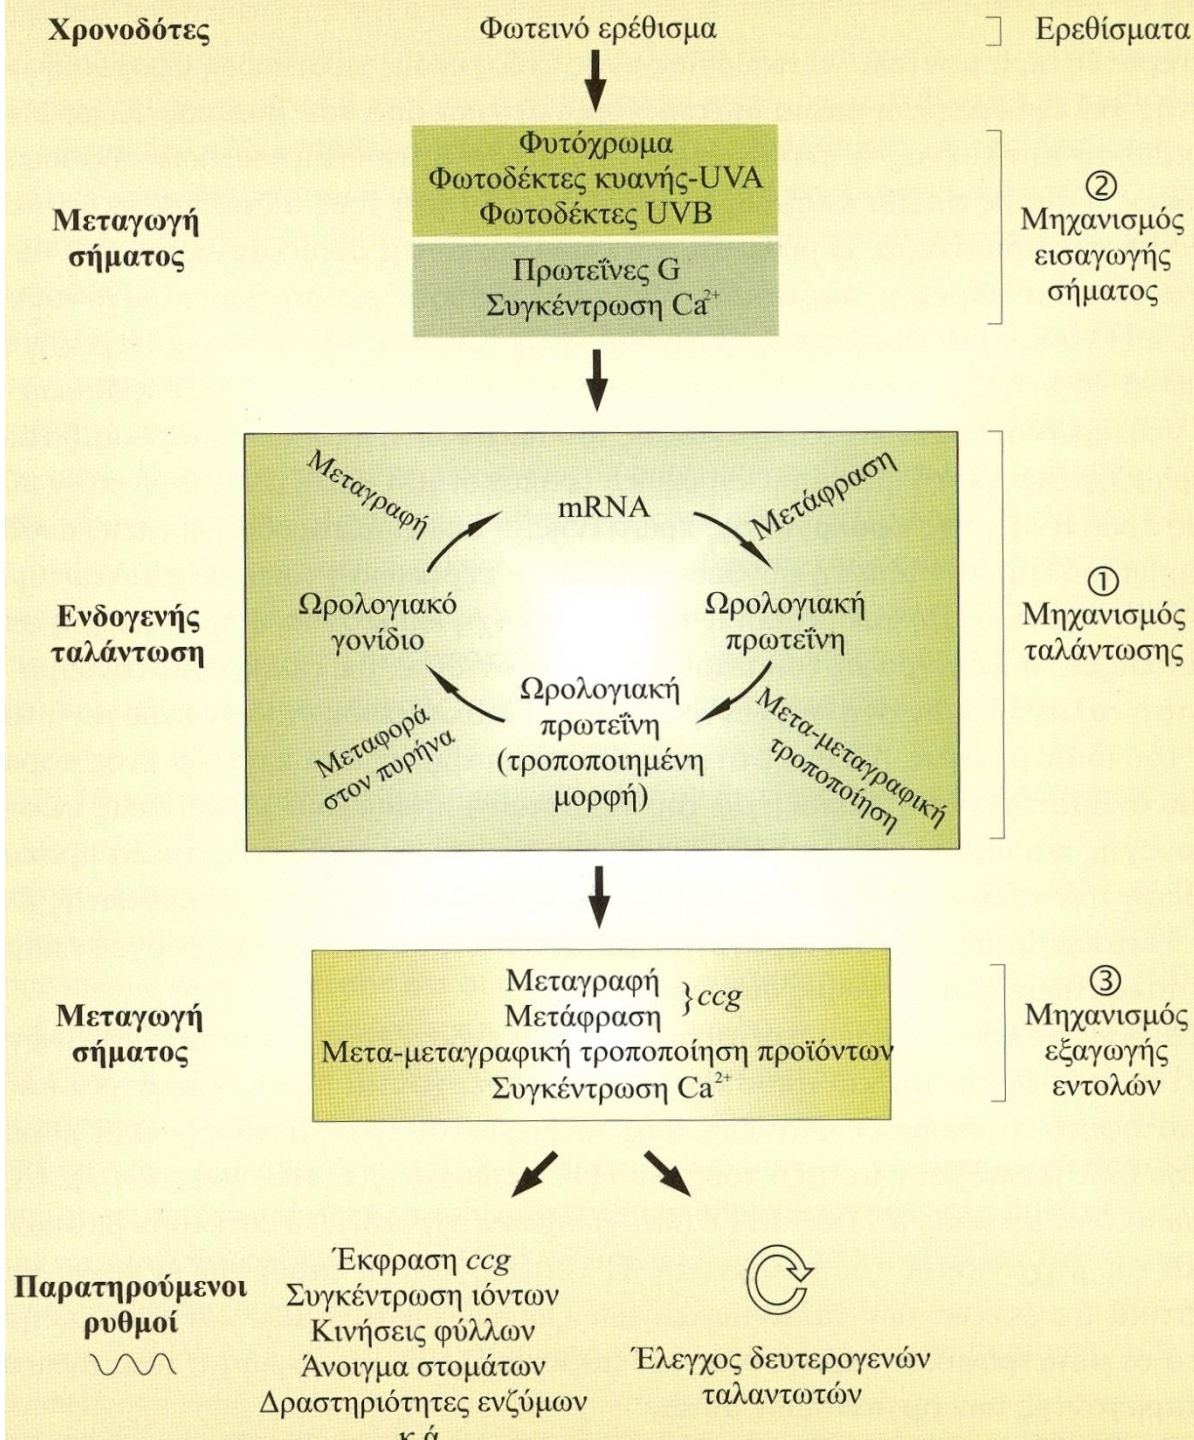 Χρονοδότες
Φωτεινό ερέθισμα
Ερεθίσματα
Μεταγωγή
σήματος
Φυτόχρωμα
Φωτοδέκτες κυανής-UVA
Φωτοδέκτες UVB
Πρωτεΐνες G
Συγκέντρωση Ca²⁺
②
Μηχανισμός
εισαγωγής
σήματος
Ενδογενής
ταλάντωση
Μεταγραφή
mRNA
Μετάφραση
Ωρολογιακό
γονίδιο
Ωρολογιακή
πρωτεΐνη
Ωρολογιακή
πρωτεΐνη
(τροποποιημένη
μορφή)
Μεταφορά
στον πυρήνα
Μετα-μεταγραφική
τροποποίηση
①
Μηχανισμός
ταλάντωσης
Μεταγωγή
σήματος
Μεταγραφή
Μετάφραση
}ccg
Μετα-μεταγραφική τροποποίηση προϊόντων
Συγκέντρωση Ca²⁺
③
Μηχανισμός
εξαγωγής
εντολών
Παρατηρούμενοι
ρυθμοί
Έκφραση ccg
Συγκέντρωση ιόντων
Κινήσεις φύλλων
Άνοιγμα στομάτων
Δραστηριότητες ενζύμων
κ.ά.
Έλεγχος δευτερογενών
ταλαντωτών